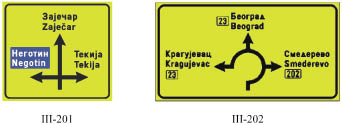 Зајечар
Zaječar
Неготин
Negotin
Текија
Tekija
III-201
23
Београд
Beograd
Крагујевац
Kragujevac
23
Смедерево
Smederevo
202
III-202